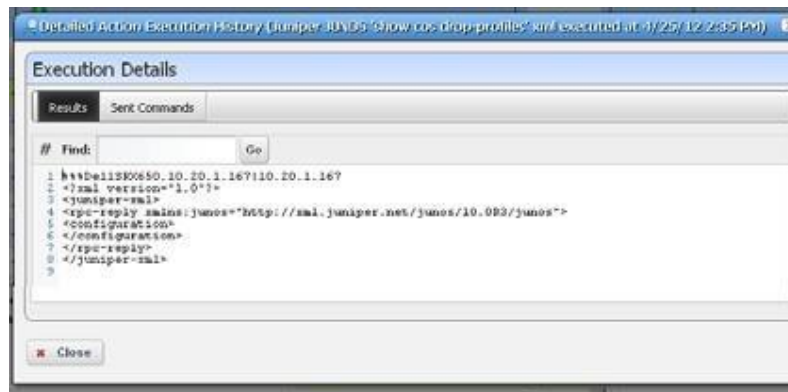 Detailed Action Execution History (Juniper JUNOS 'show cos drop-profiles' xml executed at 4/25/12 2:35 PM)
Execution Details
Results Sent Commands
# Find: Go
1 10.20.1.167|10.20.1.167
2 <?xml version="1.0"?>
3 <juniper-xml>
4 <rpc-reply xmlns:junos="http://xml.juniper.net/junos/10.0R3/junos">
5 <configuration>
6 </configuration>
7 </rpc-reply>
8 </juniper-xml>
9
Close